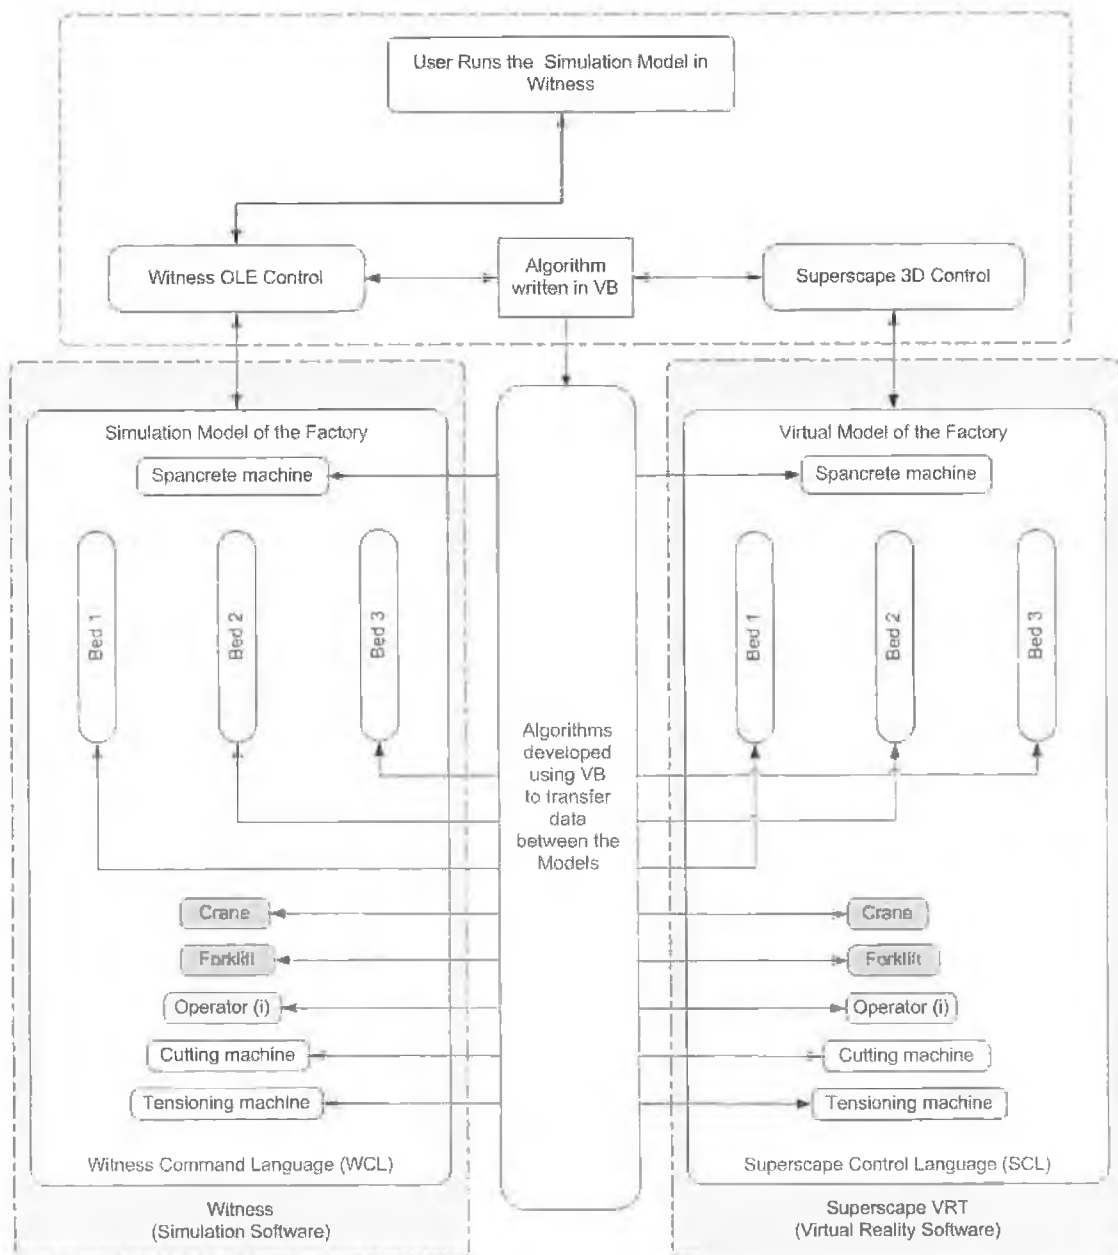 User Runs the Simulation Model in
Witness
Witness OLE Control
Algorithm
written in VB
Superscape 3D Control
Simulation Model of the Factory
Spancrete machine
Bed 1
Bed 2
Bed 3
Crane
Forklift
Operator (i)
Cutting machine
Tensioning machine
Witness Command Language (WCL)
Witness
(Simulation Software)
Algorithms
developed
using VB
to transfer
data
between the
Models
Virtual Model of the Factory
Spancrete machine
Bed 1
Bed 2
Bed 3
Crane
Forklift
Operator (i)
Cutting machine
Tensioning machine
Superscape Control Language (SCL)
Superscape VRT
(Virtual Reality Software)